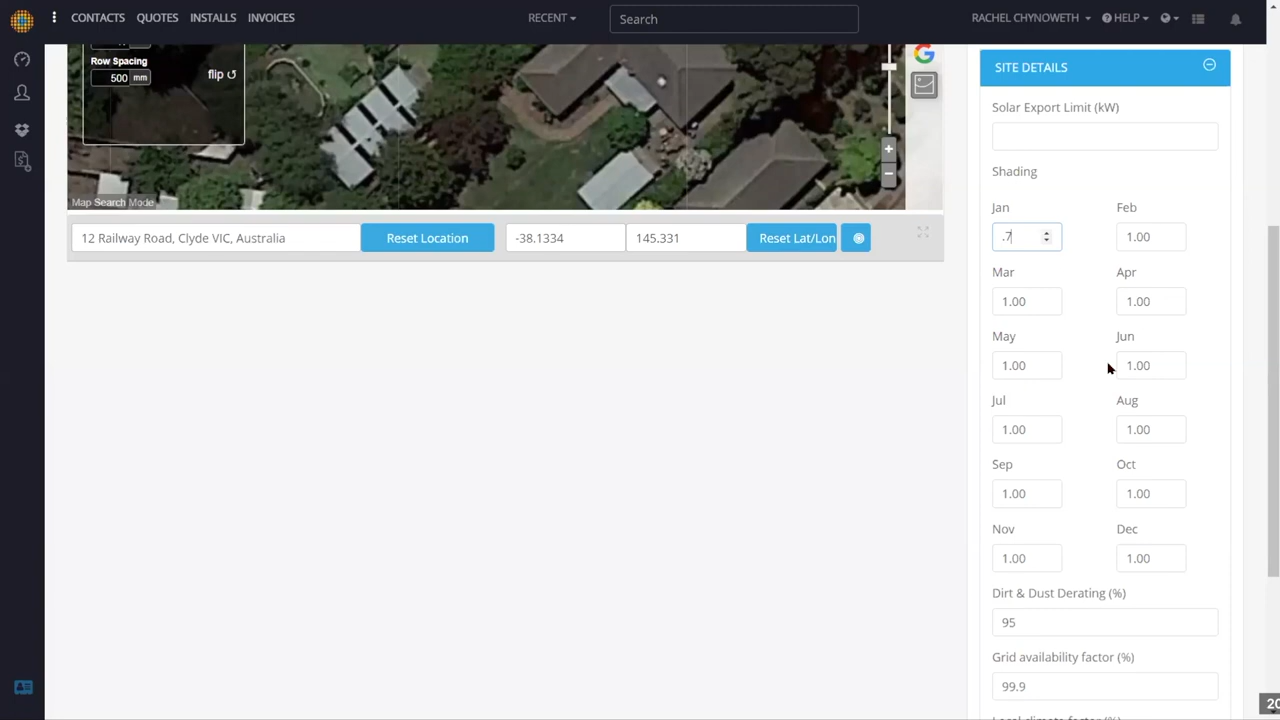 CONTACTS QUOTES INSTALLS INVOICES RECENT Search RACHEL CHYNOWETH HELP
Row Spacing
500 mm flip
Map Search Mode
12 Railway Road, Clyde VIC, Australia Reset Location -38.1334 145.331 Reset Lat/Lon
SITE DETAILS
Solar Export Limit (kW)
Shading
Jan Feb
.7 1.00
Mar Apr
1.00 1.00
May Jun
1.00 1.00
Jul Aug
1.00 1.00
Sep Oct
1.00 1.00
Nov Dec
1.00 1.00
Dirt & Dust Derating (%)
95
Grid availability factor (%)
99.9
20